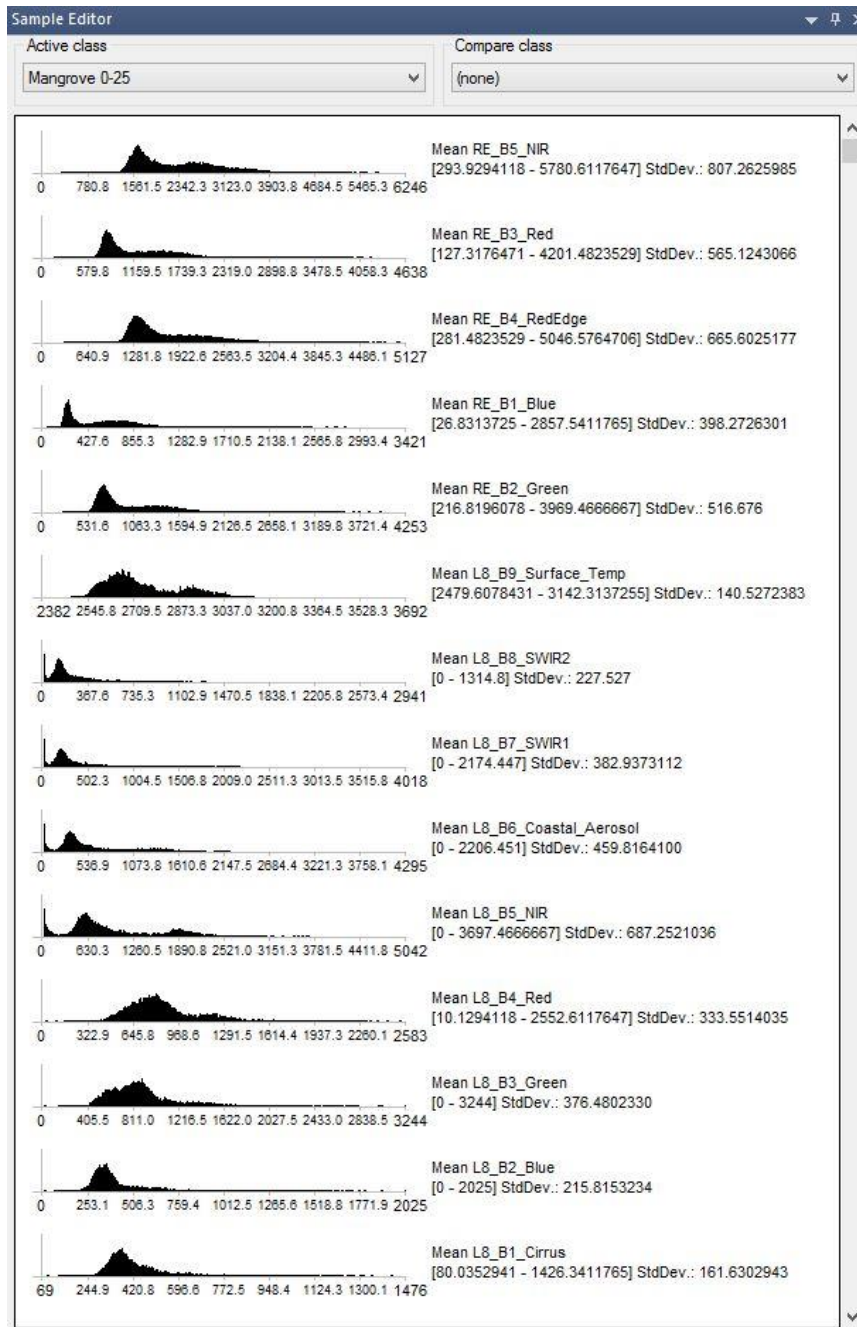 Sample Editor
Active class
Compare class
Mangrove 0-25
(none)
Mean RE_B5_NIR
[293.9294118 - 5780.6117647] StdDev.: 807.2625985
0 780.8 1561.5 2342.3 3123.0 3903.8 4684.5 5465.3 6246
Mean RE_B3_Red
[127.3176471 - 4201.4823529] StdDev.: 565.1243066
0 579.8 1159.5 1739.3 2319.0 2898.8 3478.5 4058.3 4638
Mean RE_B4_RedEdge
[281.4823529 - 5046.5764706] StdDev.: 665.6025177
0 640.9 1281.8 1922.6 2563.5 3204.4 3845.3 4486.1 5127
Mean RE_B1_Blue
[26.8313725 - 2857.5411765] StdDev.: 398.2726301
0 427.6 855.3 1282.9 1710.5 2138.1 2565.8 2993.4 3421
Mean RE_B2_Green
[216.8196078 - 3969.4666667] StdDev.: 516.676
0 531.6 1063.3 1594.9 2126.5 2658.1 3189.8 3721.4 4253
Mean L8_B9_Surface_Temp
[2479.6078431 - 3142.3137255] StdDev.: 140.5272383
2382 2545.8 2709.5 2873.3 3037.0 3200.8 3364.5 3528.3 3692
Mean L8_B8_SWIR2
[0 - 1314.8] StdDev.: 227.527
0 367.6 735.3 1102.9 1470.5 1838.1 2205.8 2573.4 2941
Mean L8_B7_SWIR1
[0 - 2174.447] StdDev.: 382.9373112
0 502.3 1004.5 1506.8 2009.0 2511.3 3013.5 3515.8 4018
Mean L8_B6_Coastal_Aerosol
[0 - 2206.451] StdDev.: 459.8164100
0 536.9 1073.8 1610.6 2147.5 2684.4 3221.3 3758.1 4295
Mean L8_B5_NIR
[0 - 3697.4666667] StdDev.: 687.2521036
0 630.3 1260.5 1890.8 2521.0 3151.3 3781.5 4411.8 5042
Mean L8_B4_Red
[10.1294118 - 2552.6117647] StdDev.: 333.5514035
0 322.9 645.8 968.6 1291.5 1614.4 1937.3 2260.1 2583
Mean L8_B3_Green
[0 - 3244] StdDev.: 376.4802330
0 405.5 811.0 1216.5 1622.0 2027.5 2433.0 2838.5 3244
Mean L8_B2_Blue
[0 - 2025] StdDev.: 215.8153234
0 253.1 506.3 759.4 1012.5 1265.6 1518.8 1771.9 2025
Mean L8_B1_Cirrus
[80.0352941 - 1426.3411765] StdDev.: 161.6302943
69 244.9 420.8 596.6 772.5 948.4 1124.3 1300.1 1476